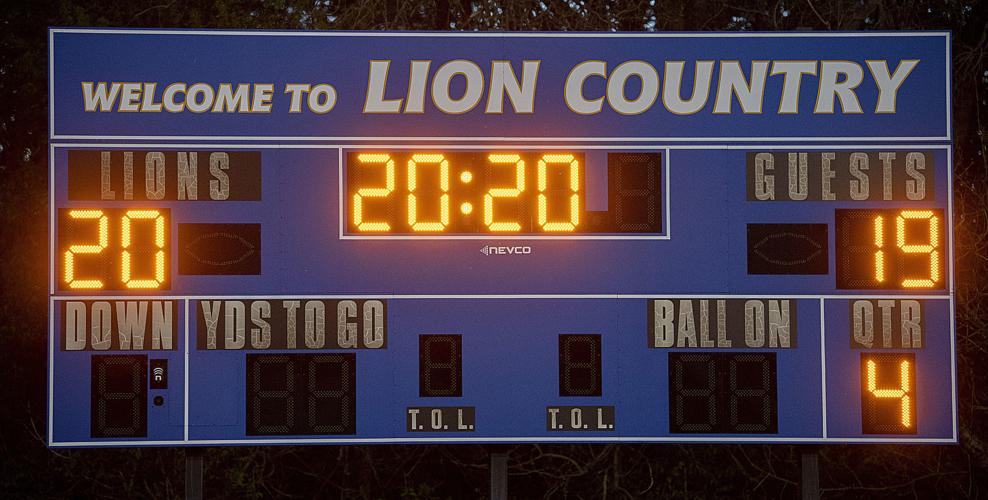 WELCOME TO LION COUNTRY
LIONS
20:20
GUESTS
20
19
NEVCO
DOWN
YDS TO GO
BALL ON
QTR
4
T. O. L.
T. O. L.